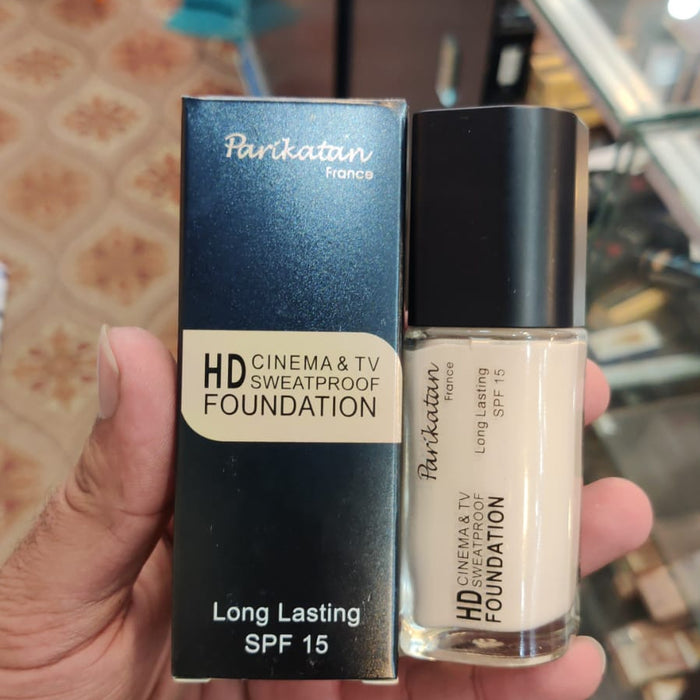 Parikatan
France
HD CINEMA & TV
SWEATPROOF
FOUNDATION
Long Lasting
SPF 15
Parikatan
France
Long Lasting
SPF 15
HD CINEMA & TV
SWEATPROOF
FOUNDATION